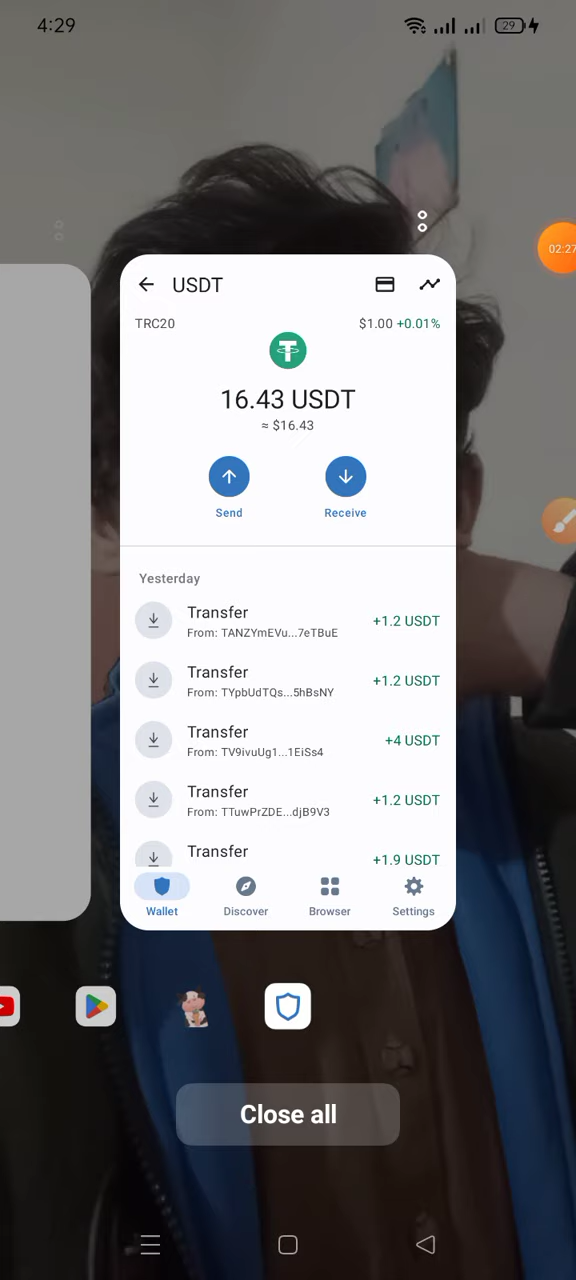 4:29
29
02:27
USDT
TRC20
$1.00 +0.01%
16.43 USDT
≈ $16.43
Send
Receive
Yesterday
Transfer
+1.2 USDT
From: TANZYmEVu...7eTBuE
Transfer
+1.2 USDT
From: TYpbUdTQs...5hBsNY
Transfer
+4 USDT
From: TV9ivuUg1...1EiSs4
Transfer
+1.2 USDT
From: TTuwPrZDE...djB9V3
Transfer
+1.9 USDT
Wallet
Discover
Browser
Settings
Close all